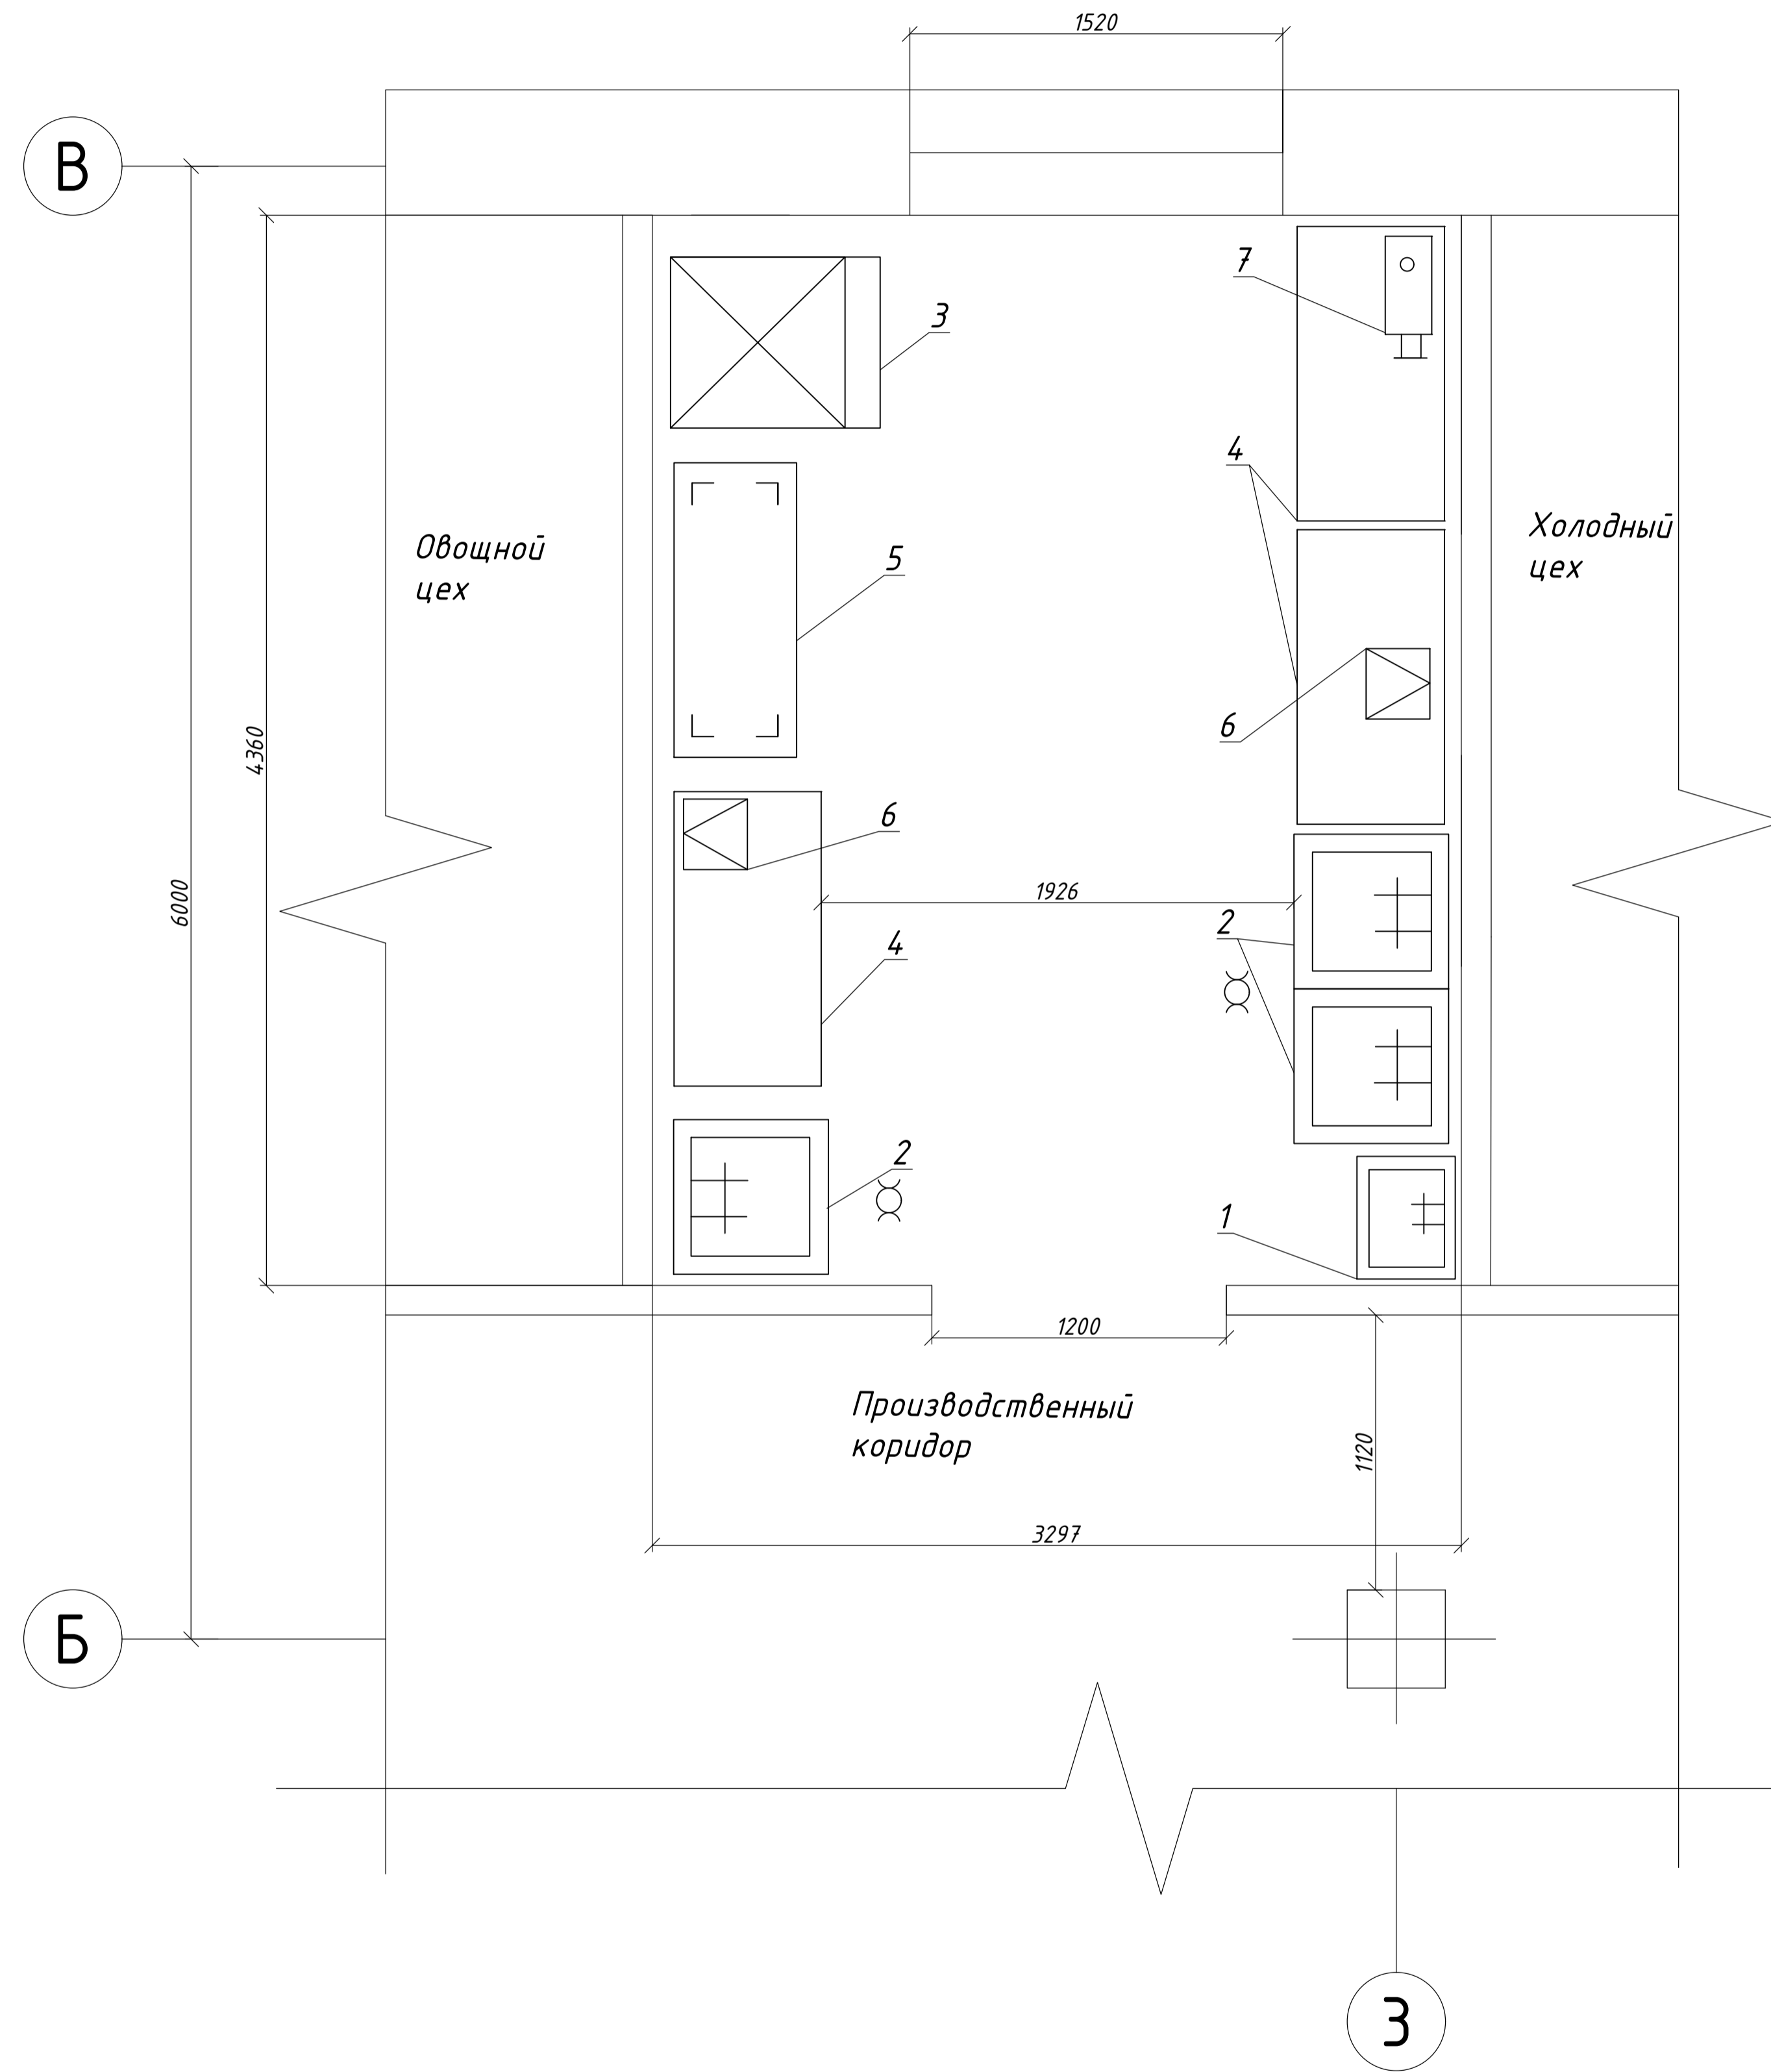 1520
В
7
3
4
Холодный
цех
Овощной
цех
5
6
4360
6
6000
1926
2
4
2
1
1200
Производственный
коридор
1120
3297
Б
3